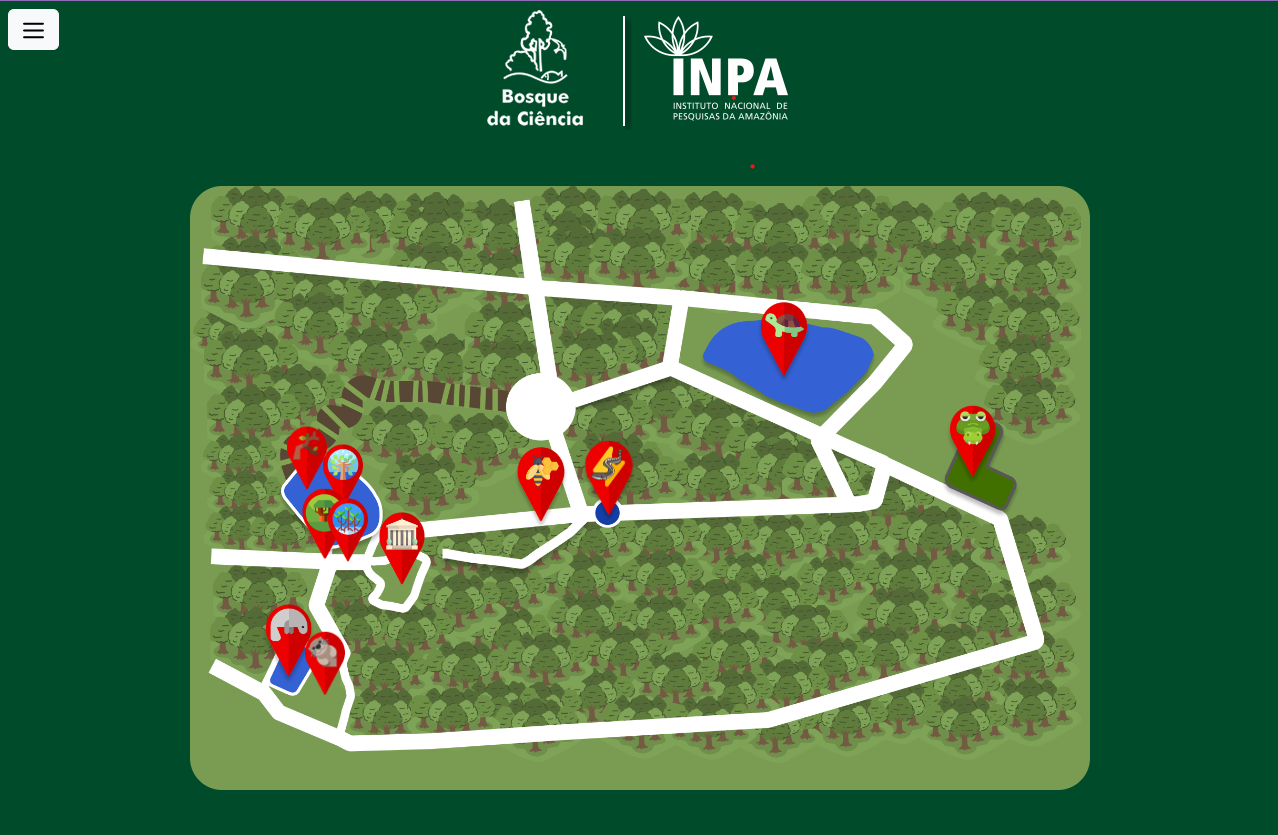 Bosque
da Ciência
INPA
INSTITUTO NACIONAL DE
PESQUISAS DA AMAZÔNIA